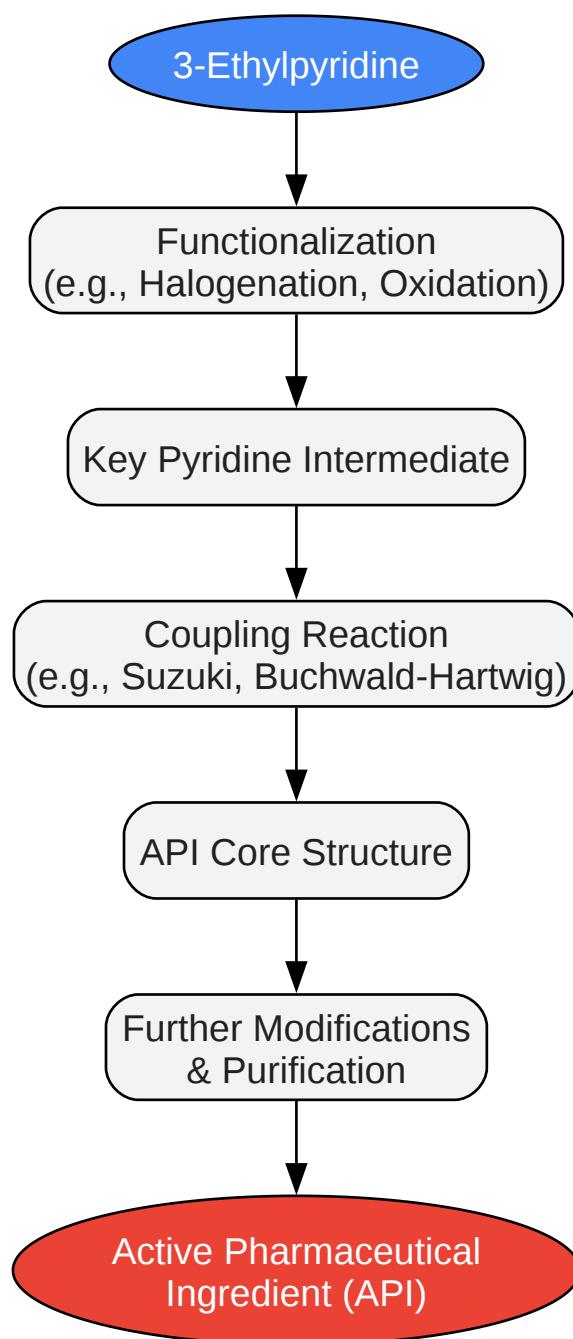 3-Ethylpyridine
Functionalization
(e.g., Halogenation, Oxidation)
Key Pyridine Intermediate
Coupling Reaction
(e.g., Suzuki, Buchwald-Hartwig)
API Core Structure
Further Modifications
& Purification
Active Pharmaceutical
Ingredient (API)